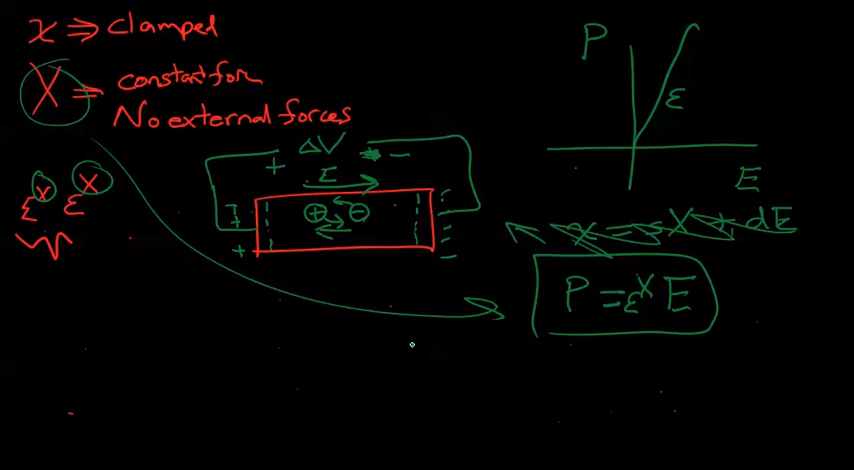 x ⇒ Clamped
X = constant for
No external forces
ε^x ε^X
ΔV
+ -
E
+ + -
+ -
P
ε
E
x = sX + dE
P = ε^X E